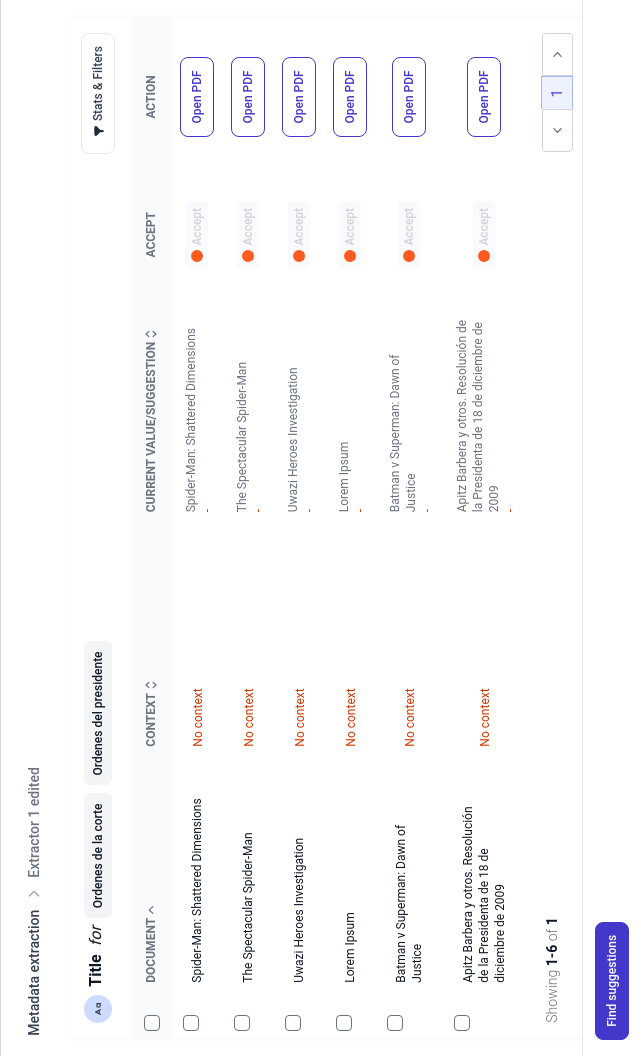 Metadata extraction > Extractor 1 edited
Aa Title for Ordenes de la corte Ordenes del presidente Stats & Filters
DOCUMENT CONTEXT CURRENT VALUE/SUGGESTION ACCEPT ACTION
Spider-Man: Shattered Dimensions No context Spider-Man: Shattered Dimensions Accept Open PDF
-
The Spectacular Spider-Man No context The Spectacular Spider-Man Accept Open PDF
-
Uwazi Heroes Investigation No context Uwazi Heroes Investigation Accept Open PDF
-
Lorem Ipsum No context Lorem Ipsum Accept Open PDF
-
Batman v Superman: Dawn of No context Batman v Superman: Dawn of Accept Open PDF
Justice Justice
-
Apitz Barbera y otros. Resolución No context Apitz Barbera y otros. Resolución de Accept Open PDF
de la Presidenta de 18 de la Presidenta de 18 de diciembre de
diciembre de 2009 2009
-
Showing 1-6 of 1 1
Find suggestions